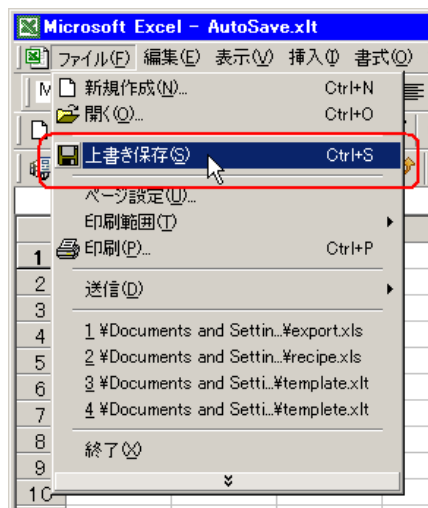 Microsoft Excel - AutoSave.xlt
ファイル(F) 編集(E) 表示(V) 挿入(I) 書式(O)
新規作成(N)... Ctrl+N
開く(O)... Ctrl+O
上書き保存(S) Ctrl+S
ページ設定(U)...
印刷範囲(T)
印刷(P)... Ctrl+P
送信(D)
1 ¥Documents and Settin...¥export.xls
2 ¥Documents and Settin...¥recipe.xls
3 ¥Documents and Setti...¥template.xlt
4 ¥Documents and Setti...¥templete.xlt
終了(X)
1
2
3
4
5
6
7
8
9
10